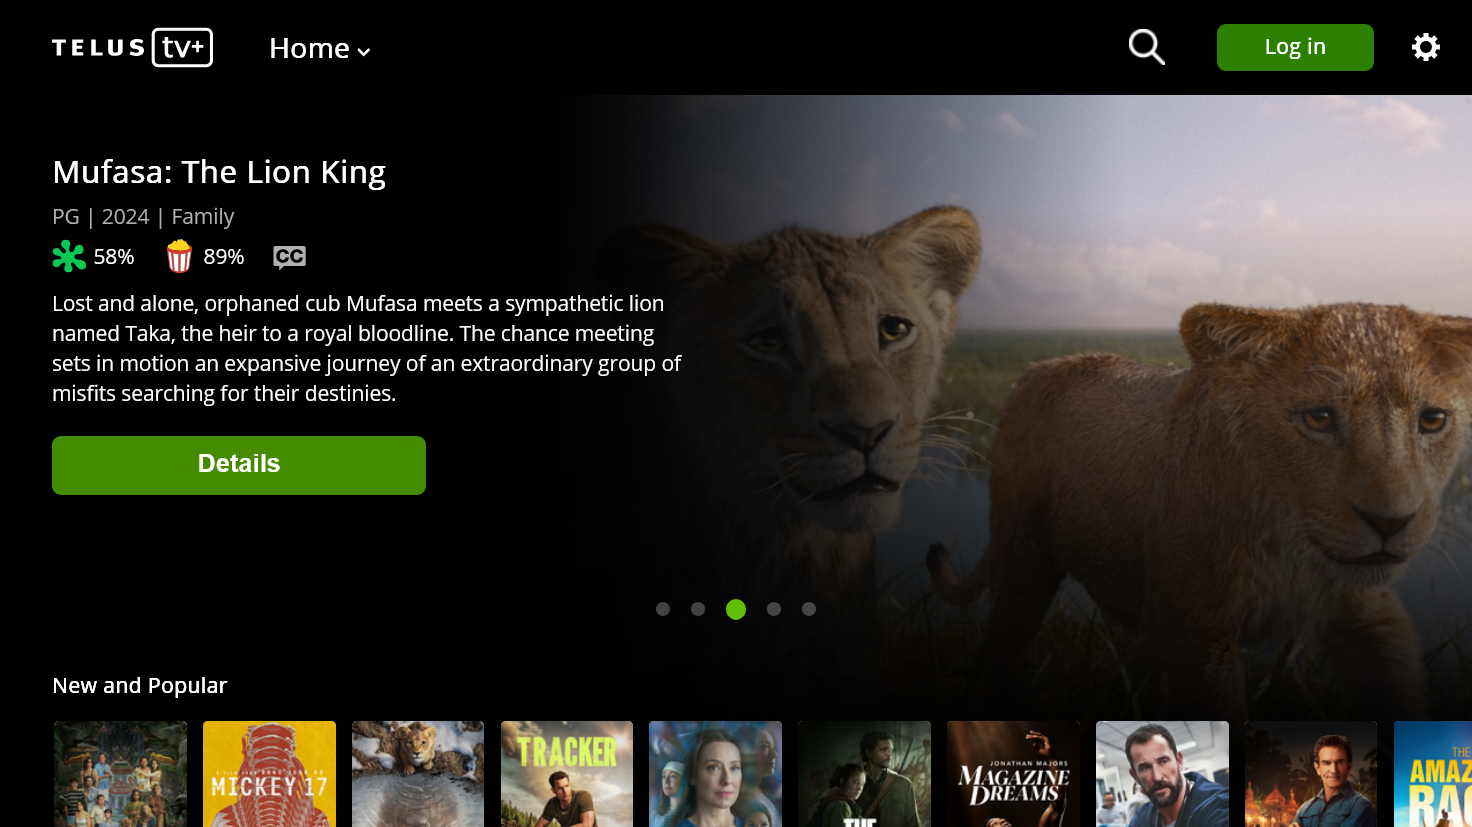 TELUS tv+
Home
Log in
Mufasa: The Lion King
PG | 2024 | Family
58%
89%
CC
Lost and alone, orphaned cub Mufasa meets a sympathetic lion
named Taka, the heir to a royal bloodline. The chance meeting
sets in motion an expansive journey of an extraordinary group of
misfits searching for their destinies.
Details
New and Popular
MICKEY 17
TRACKER
THE
JONATHAN MAJORS
MAGAZINE
DREAMS
THE